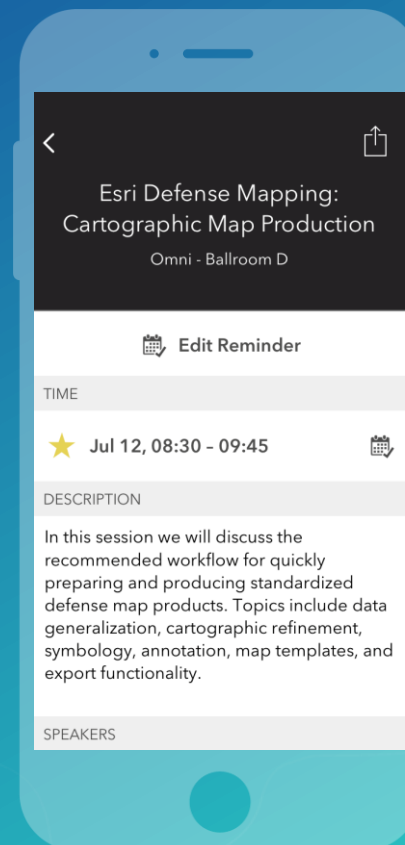 Esri Defense Mapping:
Cartographic Map Production
Omni - Ballroom D
Edit Reminder
TIME
Jul 12, 08:30 – 09:45
DESCRIPTION
In this session we will discuss the
recommended workflow for quickly
preparing and producing standardized
defense map products. Topics include data
generalization, cartographic refinement,
symbology, annotation, map templates, and
export functionality.
SPEAKERS